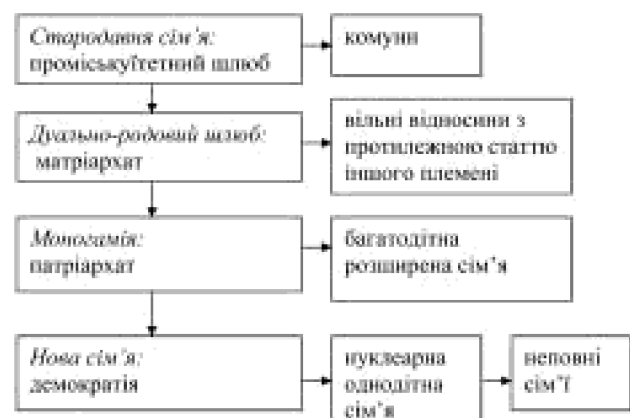 Стародавня сім'я:
проміськуїтетний шлюб
комуни
Дуально-родовий шлюб:
матріархат
вільні відносини з
протилежною статтю
іншого племені
Моногамія:
патріархат
багатодітна
розширена сім'я
Нова сім'я:
демократія
нуклеарна
однодітна
сім'я
неповні
сім'ї